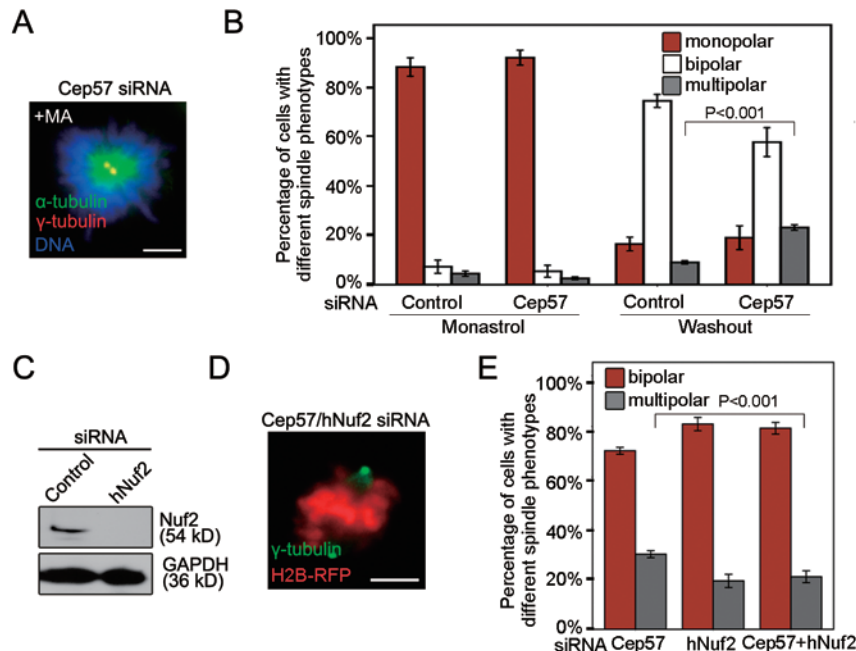 A
Cep57 siRNA
+MA
α-tubulin
γ-tubulin
DNA
B
Percentage of cells with
different spindle phenotypes
100%
80%
60%
40%
20%
0%
monopolar
bipolar
multipolar
P<0.001
siRNA
Control
Cep57
Control
Cep57
Monastrol
Washout
C
siRNA
Control
hNuf2
Nuf2
(54 kD)
GAPDH
(36 kD)
D
Cep57/hNuf2 siRNA
γ-tubulin
H2B-RFP
E
Percentage of cells with
different spindle phenotypes
100%
80%
60%
40%
20%
0%
bipolar
multipolar
P<0.001
siRNA Cep57 hNuf2 Cep57+hNuf2